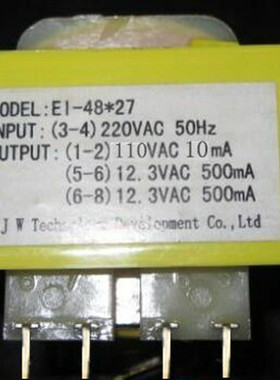 ODEL:EI-48*27
NPUT:(3-4)220VAC 50Hz
UTPUT:(1-2)110VAC 10mA
(5-6)12.3VAC 500mA
(6-8)12.3VAC 500mA
J W Technology Development Co.,Ltd